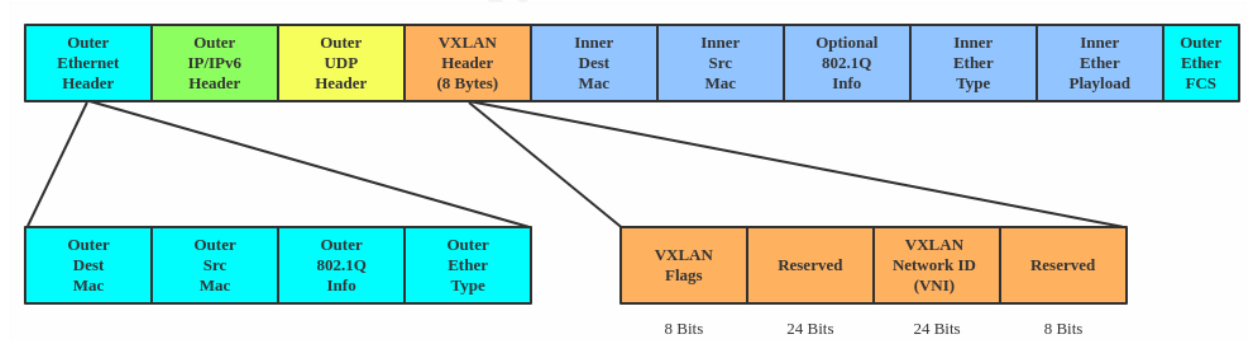 Outer
Ethernet
Header
Outer
IP/IPv6
Header
Outer
UDP
Header
VXLAN
Header
(8 Bytes)
Inner
Dest
Mac
Inner
Src
Mac
Optional
802.1Q
Info
Inner
Ether
Type
Inner
Ether
Playload
Outer
Ether
FCS
Outer
Dest
Mac
Outer
Src
Mac
Outer
802.1Q
Info
Outer
Ether
Type
VXLAN
Flags
Reserved
VXLAN
Network ID
(VNI)
Reserved
8 Bits
24 Bits
24 Bits
8 Bits